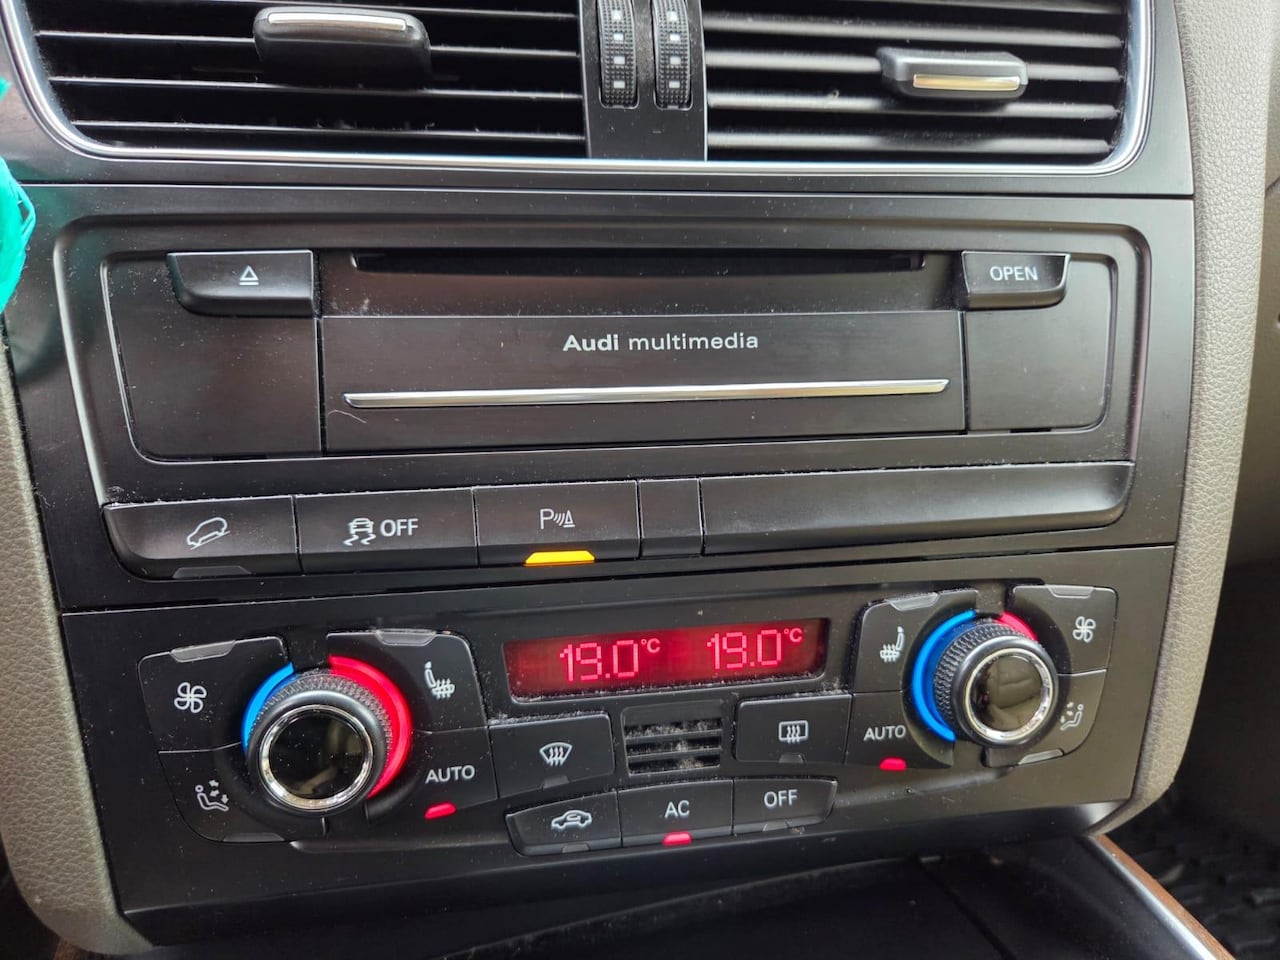 OPEN
Audi multimedia
OFF
P
19.0°C 19.0°C
AUTO
AUTO
AC
OFF